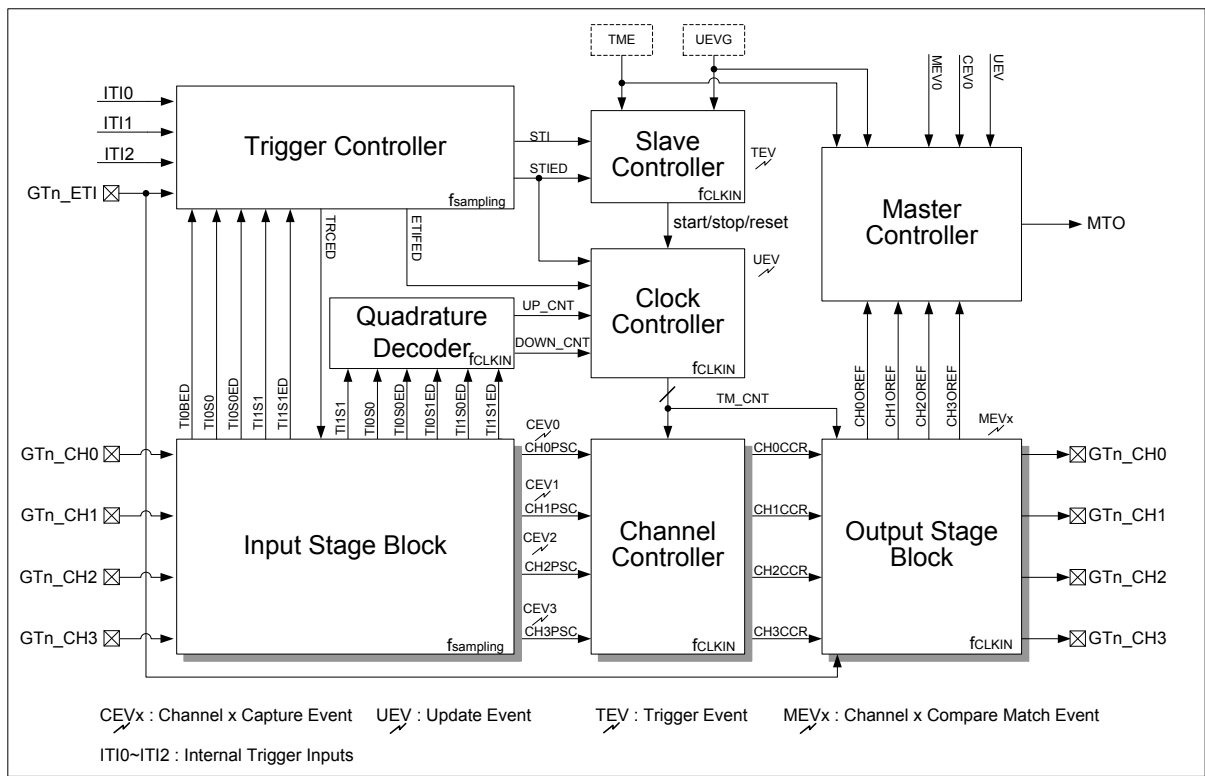 TME
UEVG
MEV0
CEV0
UEV
ITI0
ITI1
ITI2
GTn_ETI
Trigger Controller
fsampling
STI
STIED
Slave
Controller
fCLKIN
TEV
start/stop/reset
Master
Controller
MTO
TRCED
ETIFED
UEV
Clock
Controller
fCLKIN
Quadrature
Decoder
fCLKIN
UP_CNT
DOWN_CNT
TI0BED
TI0S0
TI0S0ED
TI1S1
TI1S1ED
TI1S1
TI0S0
TI0S0ED
TI0S1ED
TI1S0ED
TI1S1ED
TM_CNT
CH0OREF
CH1OREF
CH2OREF
CH3OREF
MEVx
GTn_CH0
GTn_CH1
GTn_CH2
GTn_CH3
Input Stage Block
fsampling
CEV0
CH0PSC
CEV1
CH1PSC
CEV2
CH2PSC
CEV3
CH3PSC
Channel
Controller
fCLKIN
CH0CCR
CH1CCR
CH2CCR
CH3CCR
Output Stage
Block
fCLKIN
GTn_CH0
GTn_CH1
GTn_CH2
GTn_CH3
CEVx : Channel x Capture Event
UEV : Update Event
TEV : Trigger Event
MEVx : Channel x Compare Match Event
ITI0~ITI2 : Internal Trigger Inputs